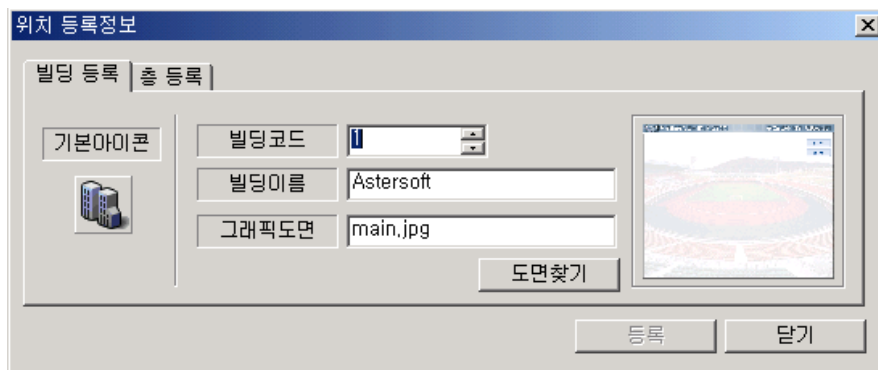 위치 등록정보
빌딩 등록 층 등록
기본아이콘
빌딩코드 1
빌딩이름 Astersoft
그래픽도면 main.jpg
도면찾기
등록 닫기